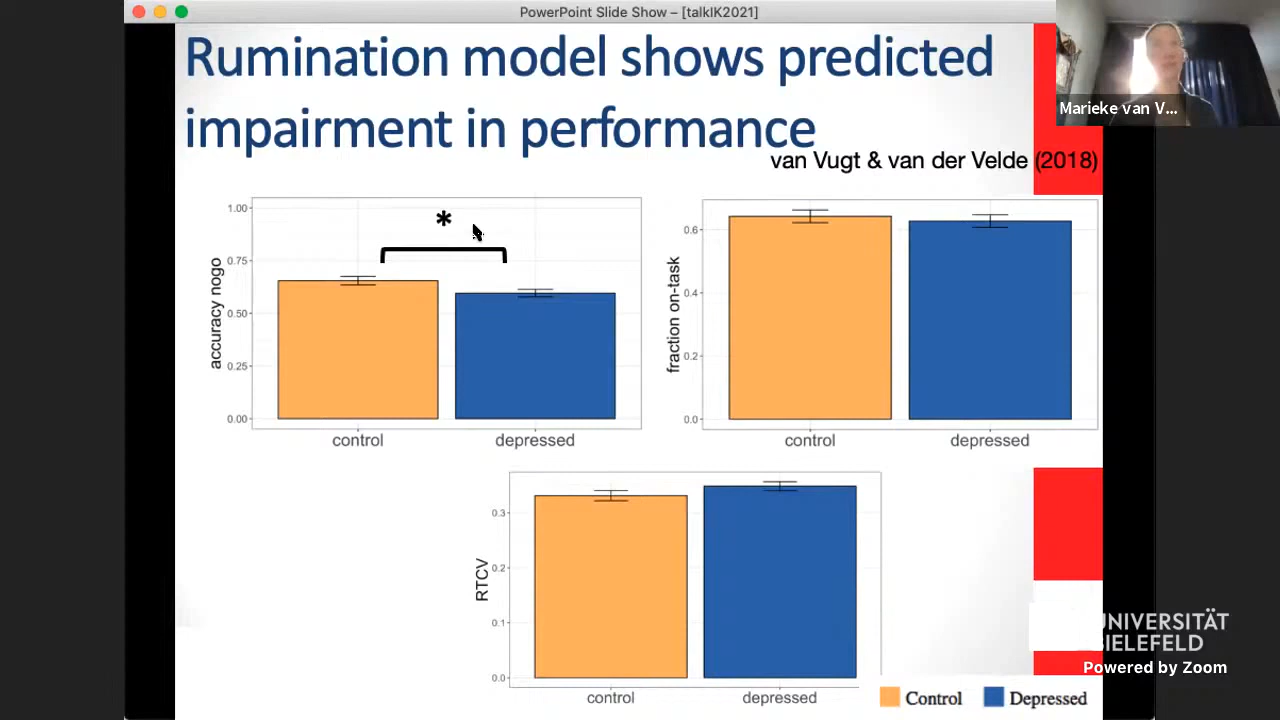 PowerPoint Slide Show – [talkIK2021]
Rumination model shows predicted
impairment in performance
Marieke van V...
van Vugt & van der Velde (2018)
*
accuracy nogo
1.00
0.75
0.50
0.25
0.00
control depressed
fraction on-task
0.6
0.4
0.2
0.0
control depressed
RTCV
0.3
0.2
0.1
0.0
control depressed
Control Depressed
UNIVERSITÄT
BIELEFELD
Powered by Zoom